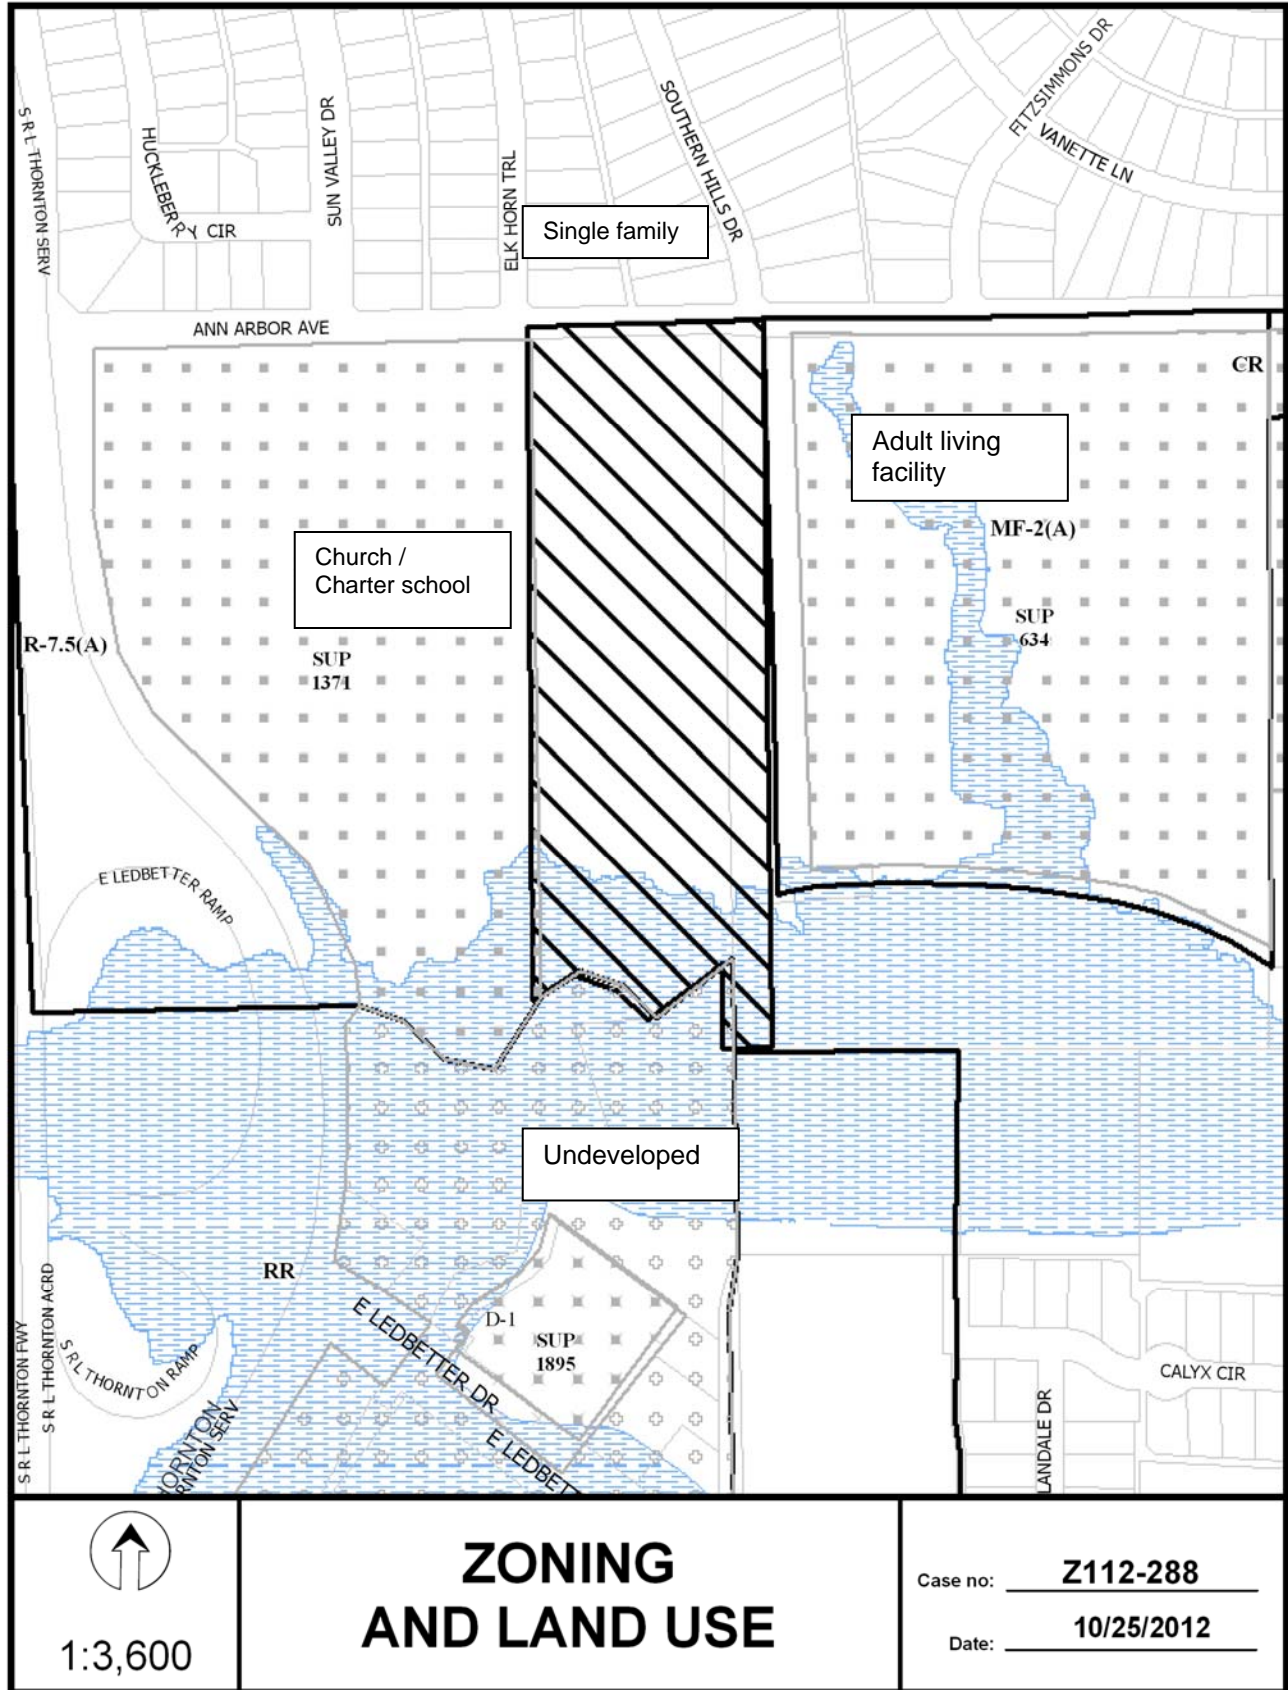 S R L THORNTON SERV
HUCKLEBERRY CIR
SUN VALLEY DR
ELK HORN TRL
SOUTHERN HILLS DR
FITZSIMMONS DR
VANETTE LN
Single family
ANN ARBOR AVE
CR
Adult living
facility
MF-2(A)
Church /
Charter school
SUP
634
R-7.5(A)
SUP
1371
E LEDBETTER RAMP
Undeveloped
RR
E LEDBETTER DR
D-1
SUP
1895
S R L THORNTON FWY
S R L THORNTON ACRD
S R L THORNTON RAMP
HORNTON
RNTON SERV
E LEDBETT
LANDALE DR
CALYX CIR
1:3,600
ZONING
AND LAND USE
Case no: Z112-288
Date: 10/25/2012